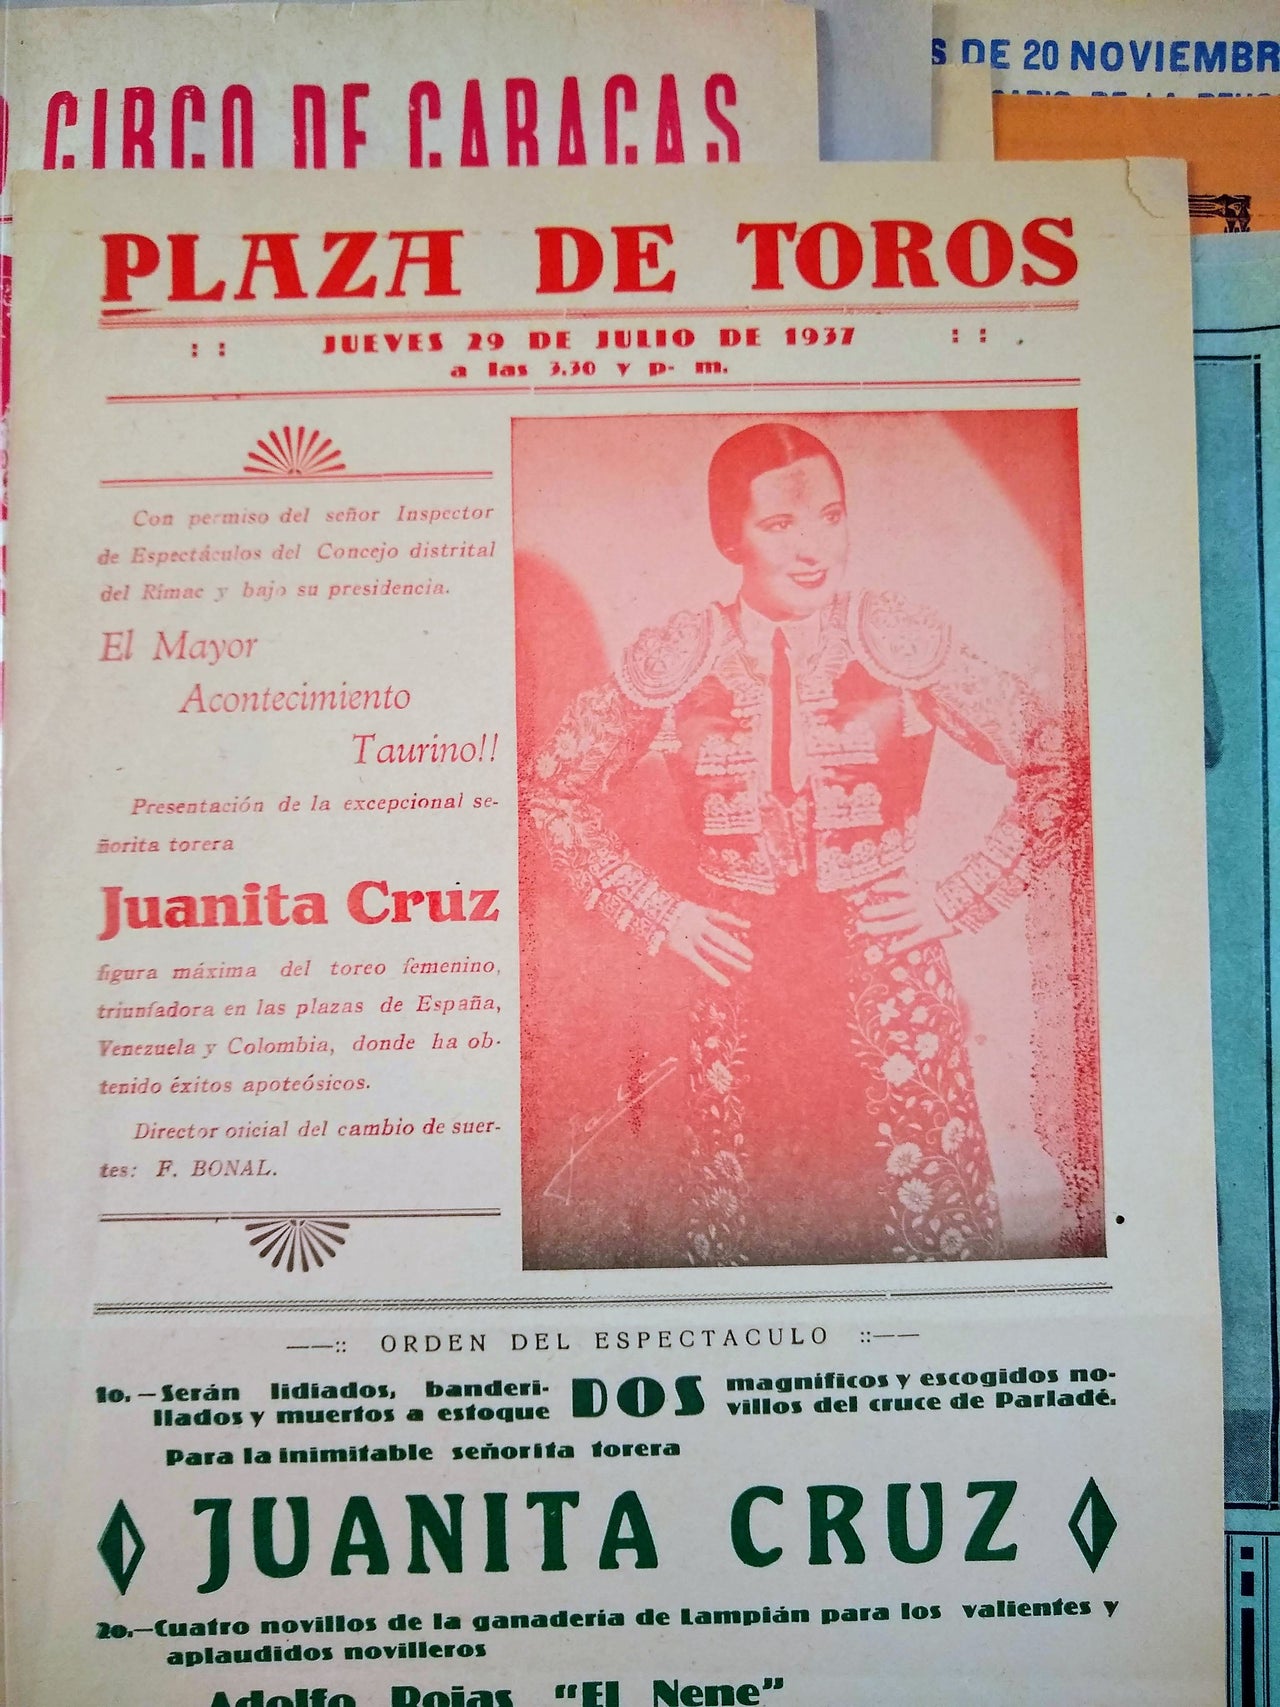 CIRCO DE CARACAS
S DE 20 NOVIEMBR
PLAZA DE TOROS
:: JUEVES 29 DE JULIO DE 1937 ::
a las 3.30 y p- m.
Con permiso del señor Inspector
de Espectáculos del Concejo distrital
del Rímac y bajo su presidencia.
El Mayor
Acontecimiento
Taurino!!
Presentación de la excepcional se-
ñorita torera
Juanita Cruz
figura máxima del toreo femenino,
triunfadora en las plazas de España,
Venezuela y Colombia, donde ha ob-
tenido éxitos apoteósicos.
Director oficial del cambio de suer-
tes: F. BONAL.
——:: ORDEN DEL ESPECTACULO ::——
1o.—Serán lidiados, banderi-
llados y muertos a estoque
DOS
magníficos y escogidos no-
villos del cruce de Parladé.
Para la inimitable señorita torera
JUANITA CRUZ
2o.—Cuatro novillos de la ganadería de Lampián para los valientes y
aplaudidos novilleros
Adolfo Rojas "El Nene"